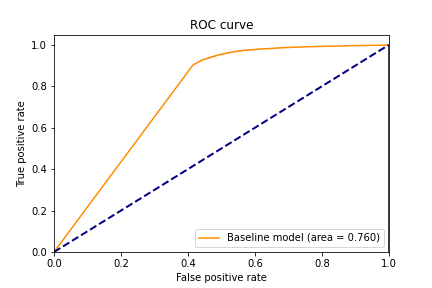 ROC curve
True positive rate
1.0
0.8
0.6
0.4
0.2
0.0
Baseline model (area = 0.760)
0.0 0.2 0.4 0.6 0.8 1.0
False positive rate